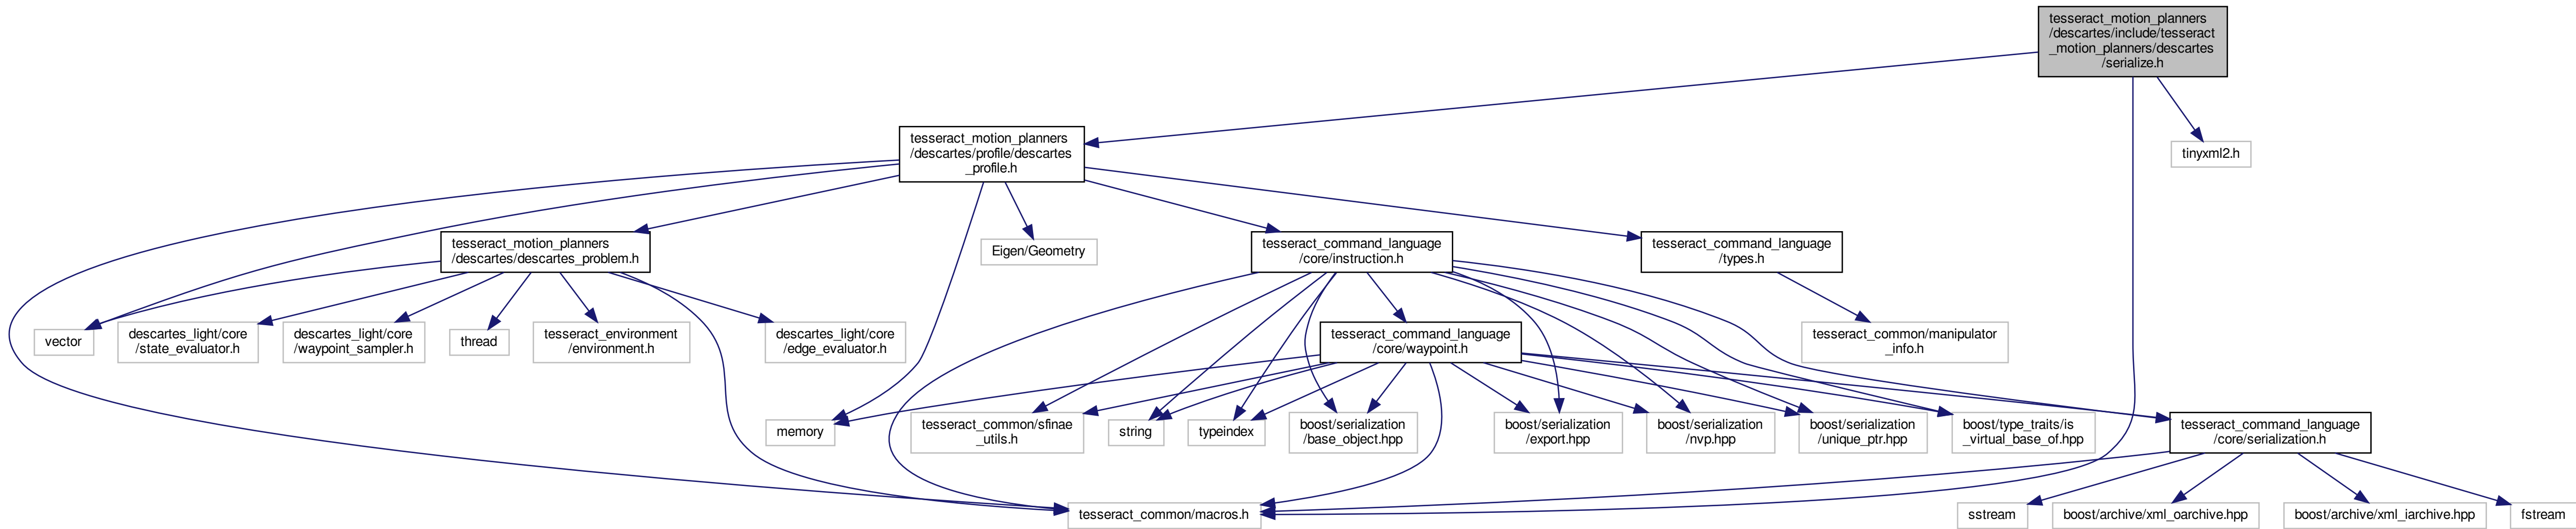 tesseract_motion_planners
/descartes/include/tesseract
_motion_planners/descartes
/serialize.h
tesseract_motion_planners
/descartes/profile/descartes
_profile.h
tinyxml2.h
tesseract_motion_planners
/descartes/descartes_problem.h
Eigen/Geometry
tesseract_command_language
/core/instruction.h
tesseract_command_language
/types.h
vector
descartes_light/core
/state_evaluator.h
descartes_light/core
/waypoint_sampler.h
thread
tesseract_environment
/environment.h
descartes_light/core
/edge_evaluator.h
tesseract_command_language
/core/waypoint.h
tesseract_common/manipulator
_info.h
memory
tesseract_common/sfinae
_utils.h
string
typeindex
boost/serialization
/base_object.hpp
boost/serialization
/export.hpp
boost/serialization
/nvp.hpp
boost/serialization
/unique_ptr.hpp
boost/type_traits/is
_virtual_base_of.hpp
tesseract_command_language
/core/serialization.h
tesseract_common/macros.h
sstream
boost/archive/xml_oarchive.hpp
boost/archive/xml_iarchive.hpp
fstream